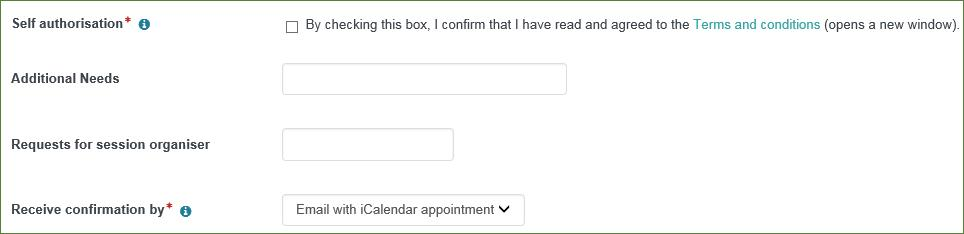 Self authorisation* By checking this box, I confirm that I have read and agreed to the Terms and conditions (opens a new window).
Additional Needs
Requests for session organiser
Receive confirmation by* Email with iCalendar appointment